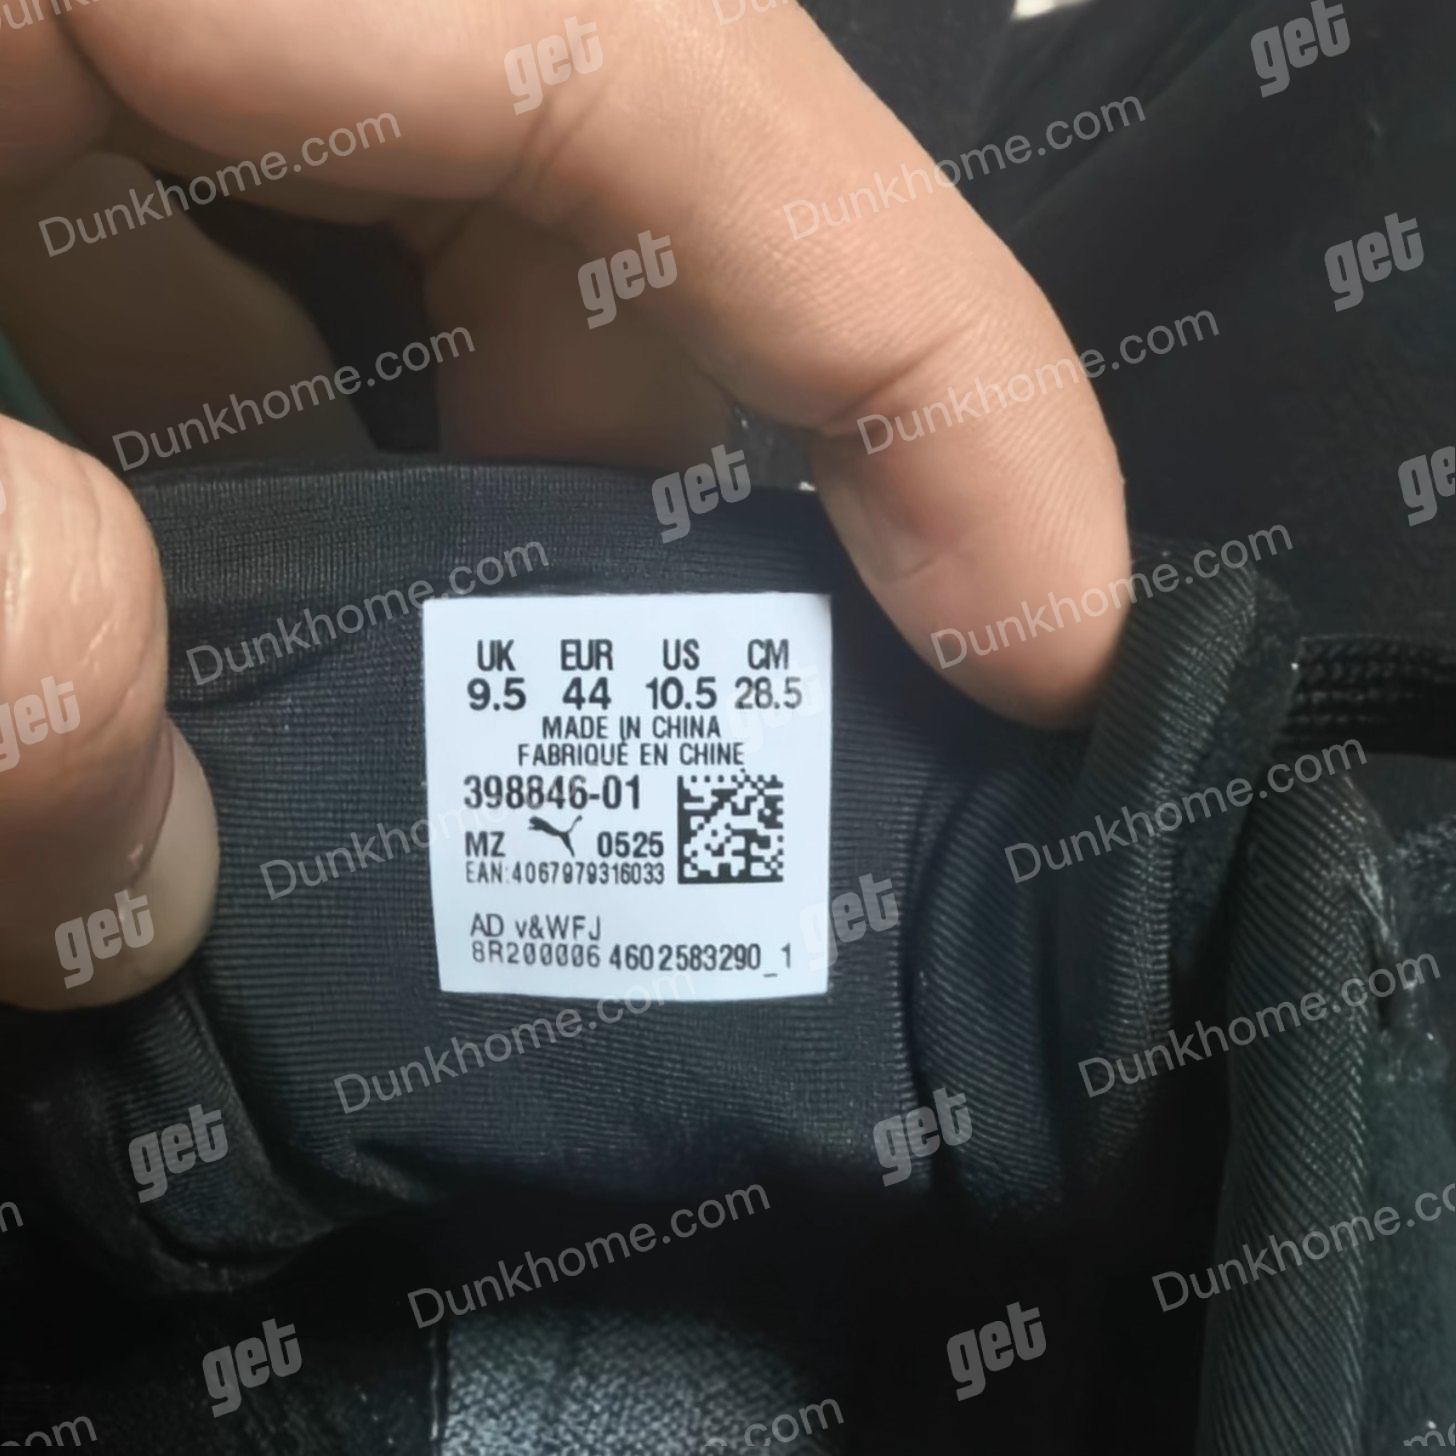 UK EUR US CM
9.5 44 10.5 28.5
MADE IN CHINA
FABRIQUÉ EN CHINE
398846-01
MZ 0525
EAN:4067979316033
AD v&WFJ
8R200006 4602583290_1
get
Dunkhome.com